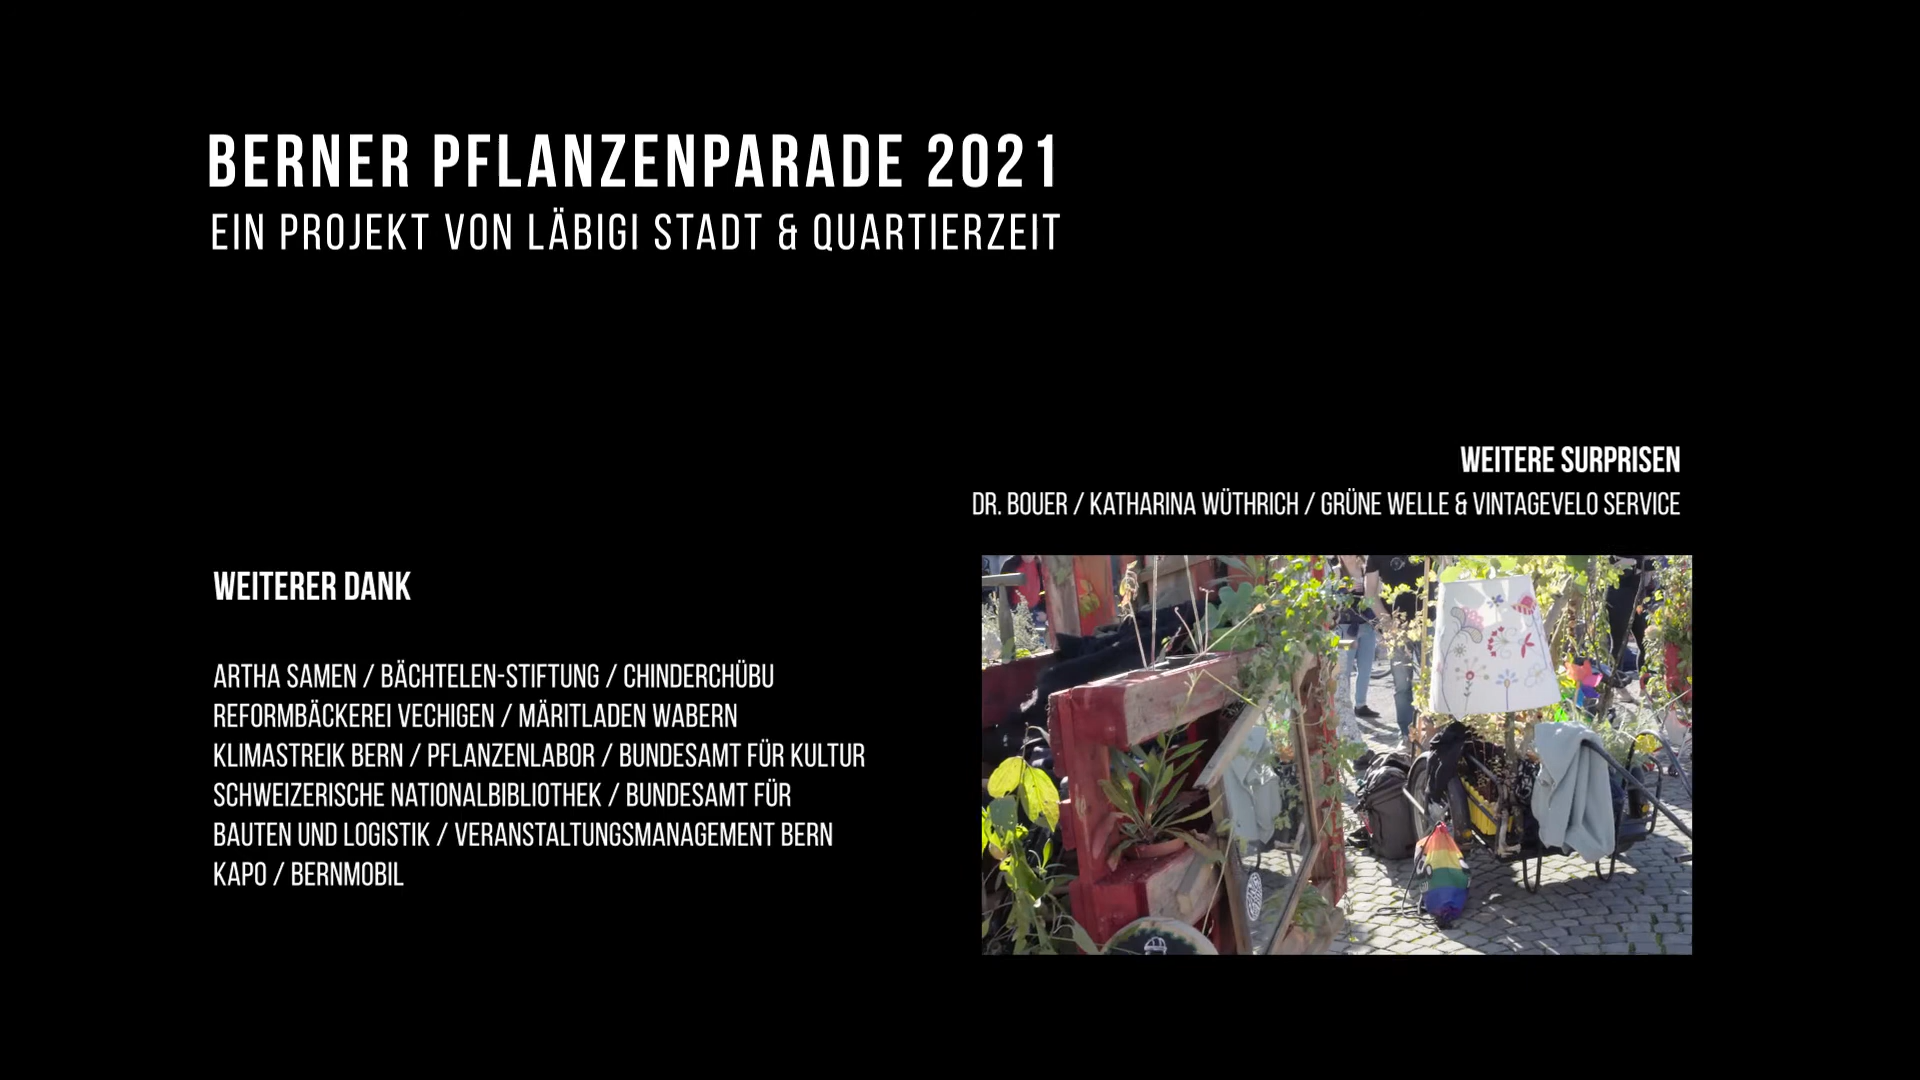 BERNER PFLANZENPARADE 2021
EIN PROJEKT VON LÄBIGI STADT & QUARTIERZEIT
WEITERE SURPRISEN
DR. BOUER / KATHARINA WÜTHRICH / GRÜNE WELLE & VINTAGEVELO SERVICE
WEITERER DANK
ARTHA SAMEN / BÄCHTELEN-STIFTUNG / CHINDERCHÜBU
REFORMBÄCKEREI VECHIGEN / MÄRITLADEN WABERN
KLIMASTREIK BERN / PFLANZENLABOR / BUNDESAMT FÜR KULTUR
SCHWEIZERISCHE NATIONALBIBLIOTHEK / BUNDESAMT FÜR
BAUTEN UND LOGISTIK / VERANSTALTUNGSMANAGEMENT BERN
KAPO / BERNMOBIL